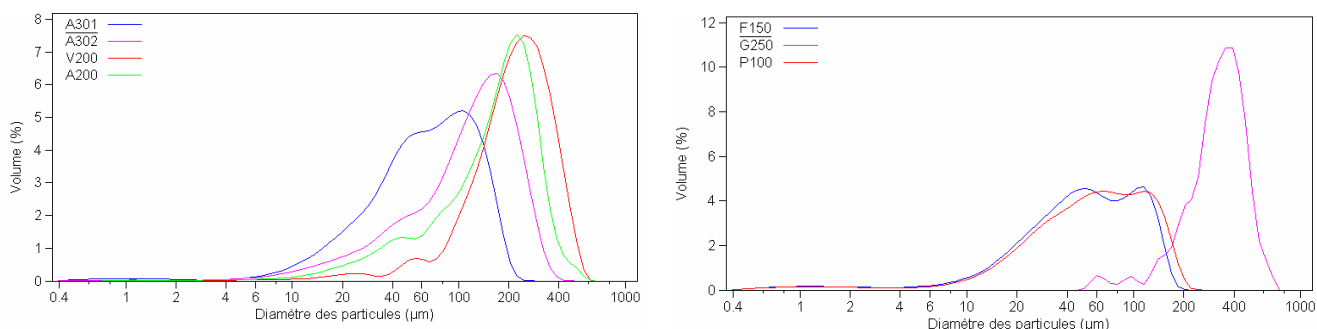 A301
A302
V200
A200
Volume (%)
8
7
6
5
4
3
2
1
0
0.4 1 2 4 6 10 20 40 60 100 200 400 1000
Diamètre des particules (µm)
F150
G250
P100
Volume (%)
12
10
8
6
4
2
0
0.4 1 2 4 6 10 20 40 60 100 200 400 1000
Diamètre des particules (µm)